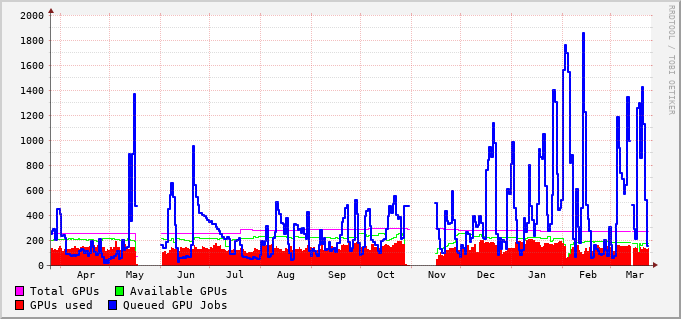 2000
1800
1600
1400
1200
1000
800
600
400
200
0
Apr May Jun Jul Aug Sep Oct Nov Dec Jan Feb Mar
Total GPUs Available GPUs
GPUs used Queued GPU Jobs
RRDTOOL / TOBI OETIKER